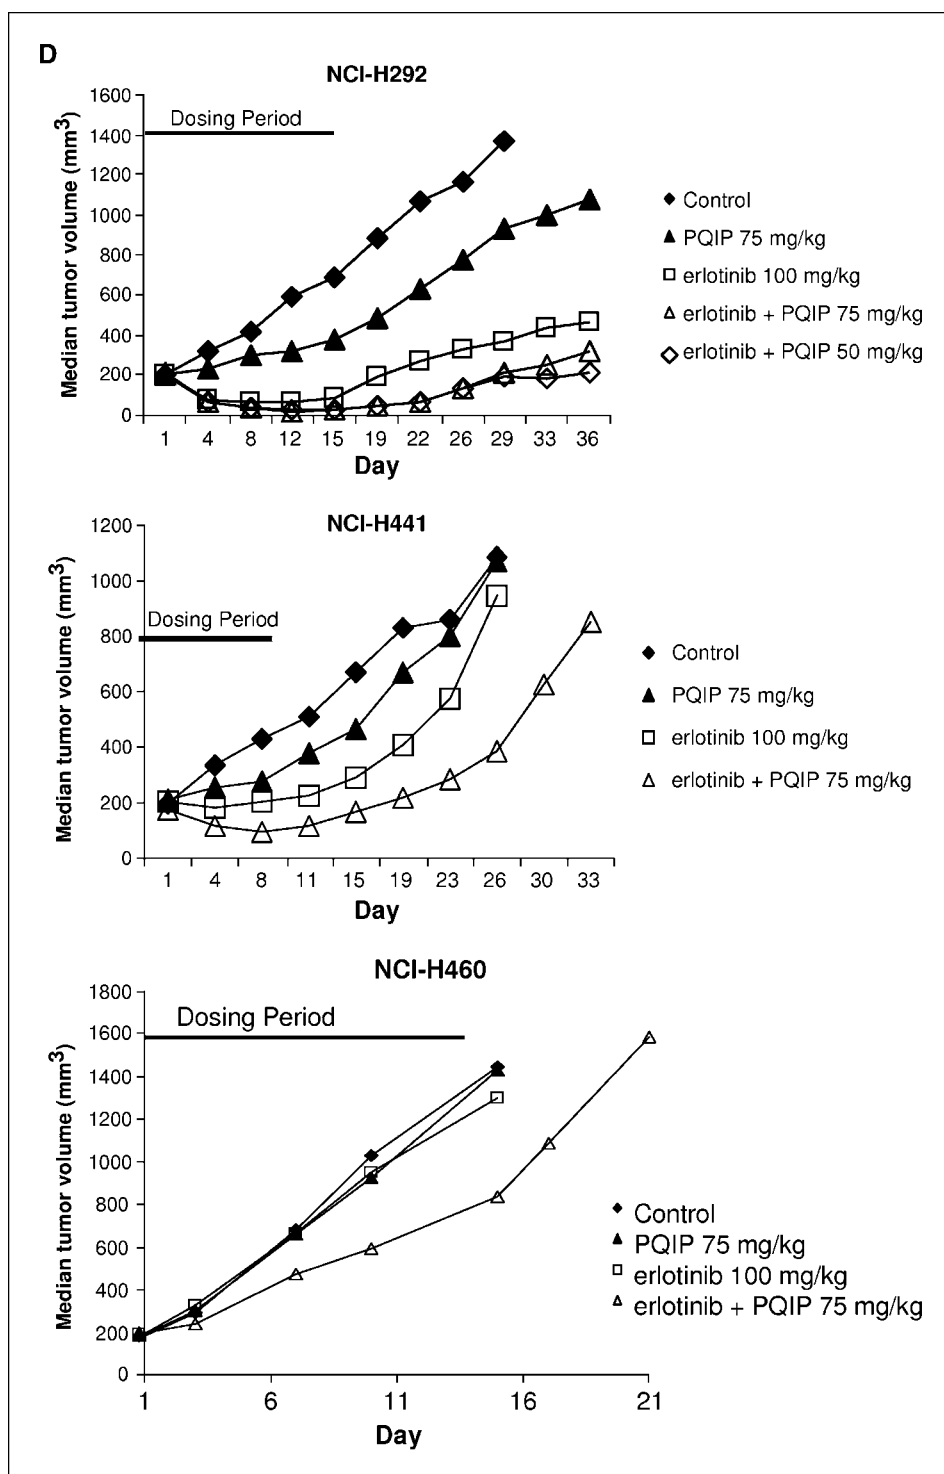 D
NCI-H292
Dosing Period
Median tumor volume (mm3)
1600
1400
1200
1000
800
600
400
200
0
1 4 8 12 15 19 22 26 29 33 36
Day
Control
PQIP 75 mg/kg
erlotinib 100 mg/kg
erlotinib + PQIP 75 mg/kg
erlotinib + PQIP 50 mg/kg
NCI-H441
Dosing Period
Median tumor volume (mm3)
1200
1000
800
600
400
200
0
1 4 8 11 15 19 23 26 30 33
Day
Control
PQIP 75 mg/kg
erlotinib 100 mg/kg
erlotinib + PQIP 75 mg/kg
NCI-H460
Dosing Period
Median tumor volume (mm3)
1800
1600
1400
1200
1000
800
600
400
200
0
1 6 11 16 21
Day
Control
PQIP 75 mg/kg
erlotinib 100 mg/kg
erlotinib + PQIP 75 mg/kg